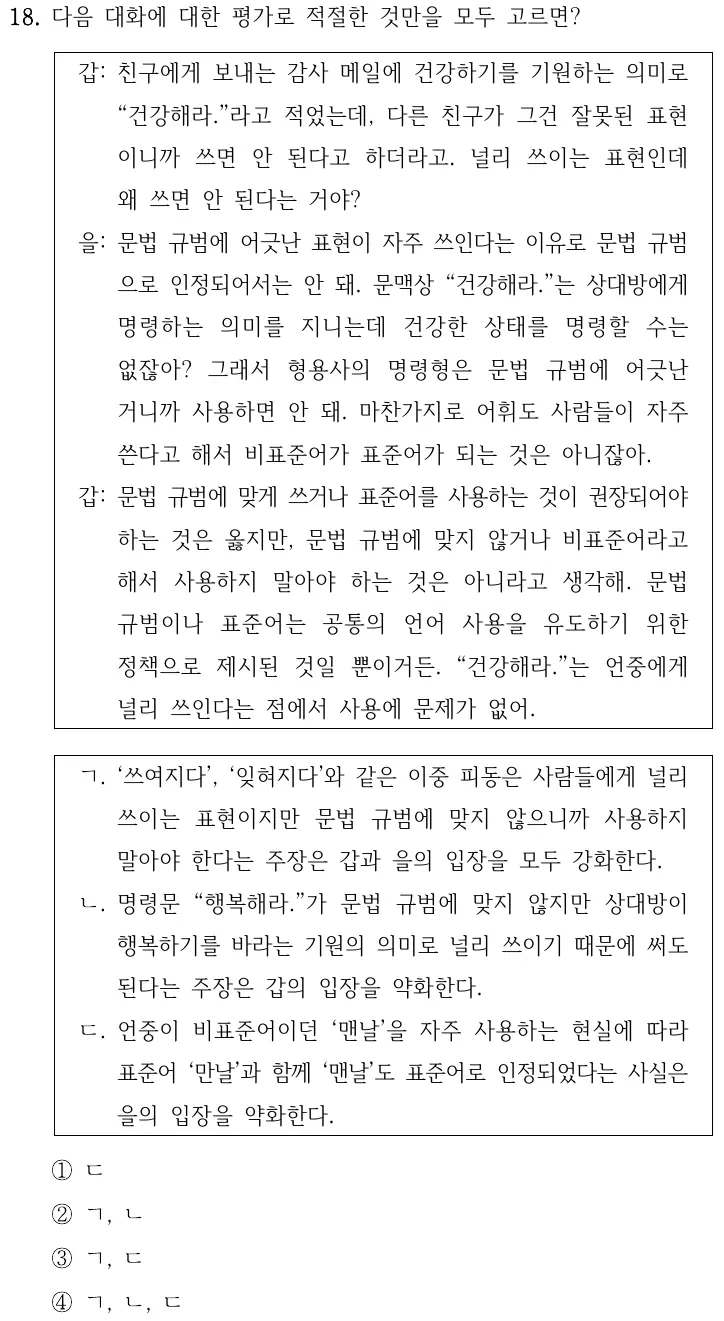 18. 다음 대화에 대한 평가로 적절한 것만을 모두 고르면?
갑: 친구에게 보내는 감사 메일에 건강하기를 기원하는 의미로
“건강해라.”라고 적었는데, 다른 친구가 그건 잘못된 표현
이니까 쓰면 안 된다고 하더라고. 널리 쓰이는 표현인데
왜 쓰면 안 된다는 거야?
을: 문법 규범에 어긋난 표현이 자주 쓰인다는 이유로 문법 규범
으로 인정되어서는 안 돼. 문맥상 “건강해라.”는 상대방에게
명령하는 의미를 지니는데 건강한 상태를 명령할 수는
없잖아? 그래서 형용사의 명령형은 문법 규범에 어긋난
거니까 사용하면 안 돼. 마찬가지로 어휘도 사람들이 자주
쓴다고 해서 비표준어가 표준어가 되는 것은 아니잖아.
갑: 문법 규범에 맞게 쓰거나 표준어를 사용하는 것이 권장되어야
하는 것은 옳지만, 문법 규범에 맞지 않거나 비표준어라고
해서 사용하지 말아야 하는 것은 아니라고 생각해. 문법
규범이나 표준어는 공통의 언어 사용을 유도하기 위한
정책으로 제시된 것일 뿐이거든. “건강해라.”는 언중에게
널리 쓰인다는 점에서 사용에 문제가 없어.
ㄱ. ‘쓰여지다’, ‘잊혀지다’와 같은 이중 피동은 사람들에게 널리
쓰이는 표현이지만 문법 규범에 맞지 않으니까 사용하지
말아야 한다는 주장은 갑과 을의 입장을 모두 강화한다.
ㄴ. 명령문 “행복해라.”가 문법 규범에 맞지 않지만 상대방이
행복하기를 바라는 기원의 의미로 널리 쓰이기 때문에 써도
된다는 주장은 갑의 입장을 약화한다.
ㄷ. 언중이 비표준어이던 ‘맨날’을 자주 사용하는 현실에 따라
표준어 ‘만날’과 함께 ‘맨날’도 표준어로 인정되었다는 사실은
을의 입장을 약화한다.
① ㄷ
② ㄱ, ㄴ
③ ㄱ, ㄷ
④ ㄱ, ㄴ, ㄷ